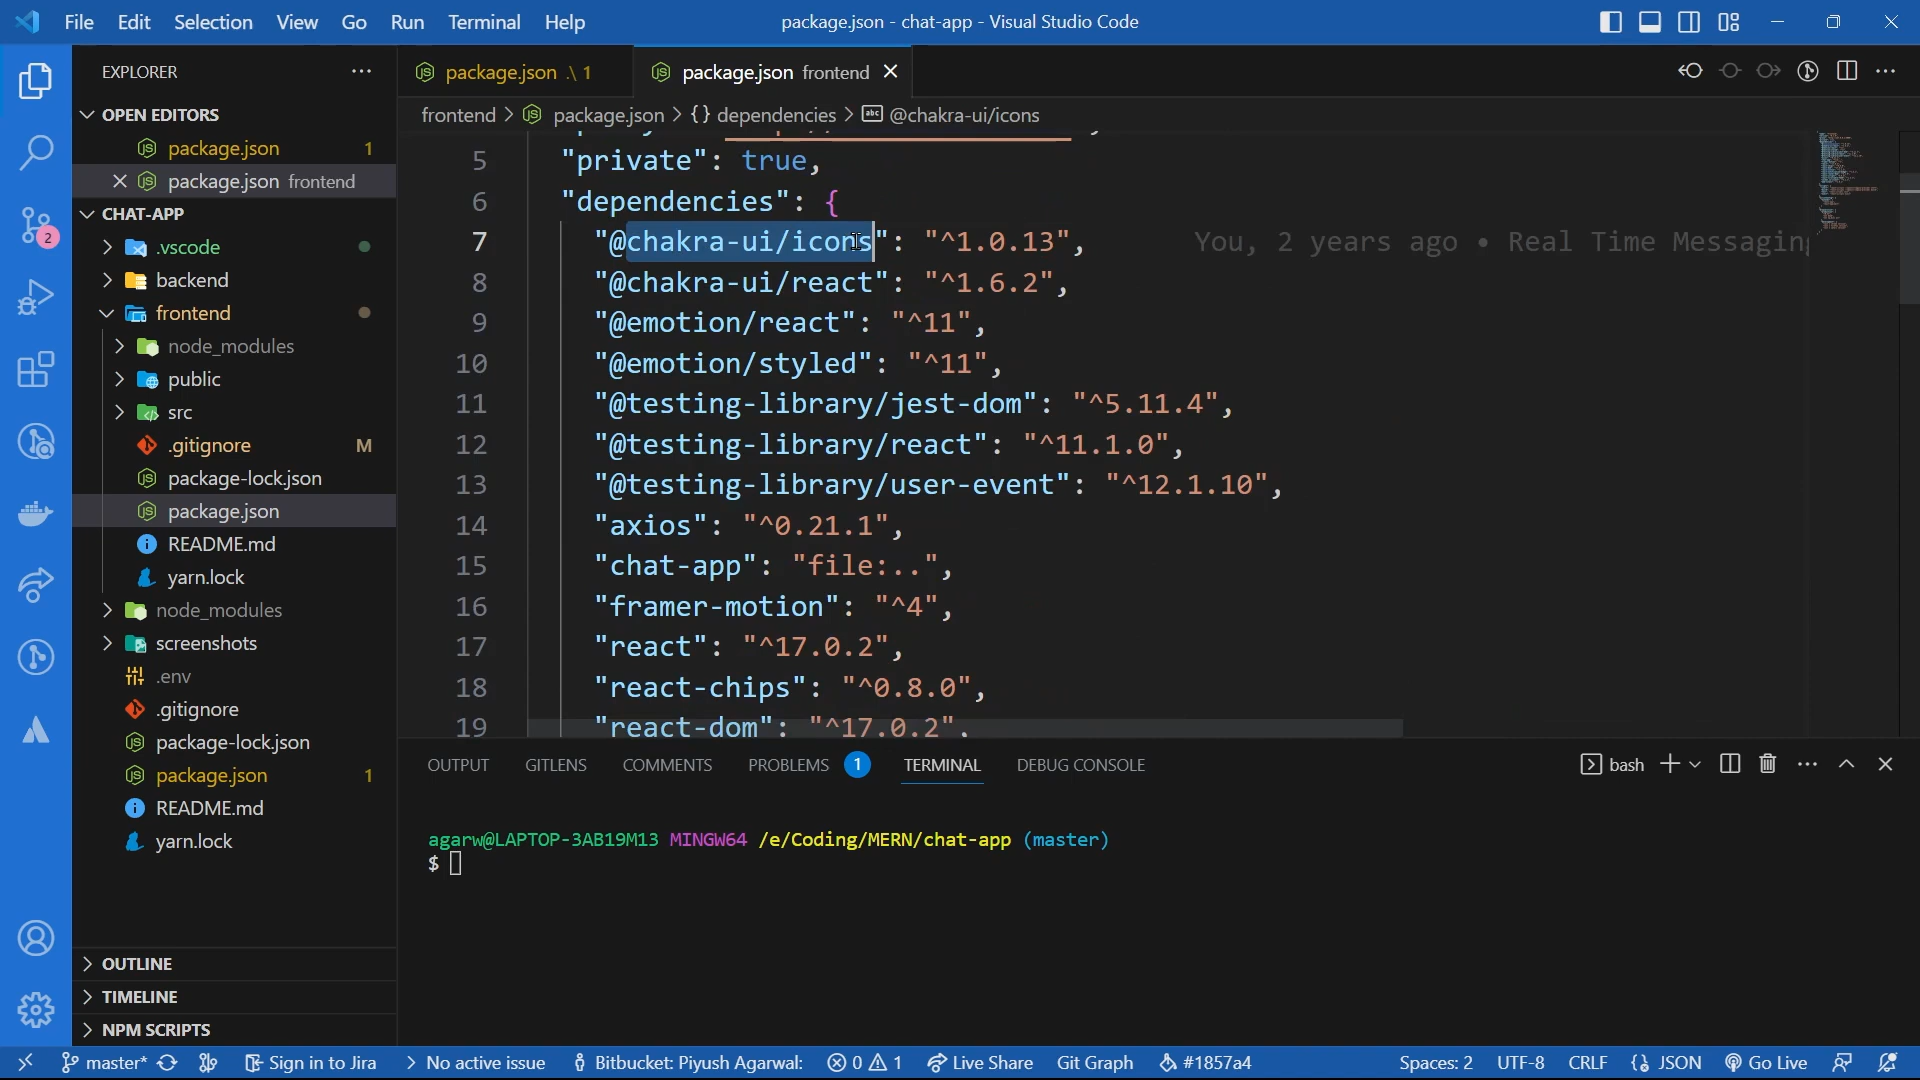 File Edit Selection View Go Run Terminal Help
package.json - chat-app - Visual Studio Code
EXPLORER
OPEN EDITORS
package.json 1
package.json frontend
CHAT-APP
.vscode
backend
frontend
node_modules
public
src
.gitignore M
package-lock.json
package.json
README.md
yarn.lock
node_modules
screenshots
.env
.gitignore
package-lock.json
package.json 1
README.md
yarn.lock
OUTLINE
TIMELINE
NPM SCRIPTS
2
package.json .\ 1
package.json frontend
frontend > package.json > {} dependencies > abc @chakra-ui/icons
5 "private": true,
6 "dependencies": {
7 "@chakra-ui/icons": "^1.0.13", You, 2 years ago • Real Time Messaging
8 "@chakra-ui/react": "^1.6.2",
9 "@emotion/react": "^11",
10 "@emotion/styled": "^11",
11 "@testing-library/jest-dom": "^5.11.4",
12 "@testing-library/react": "^11.1.0",
13 "@testing-library/user-event": "^12.1.10",
14 "axios": "^0.21.1",
15 "chat-app": "file:..",
16 "framer-motion": "^4",
17 "react": "^17.0.2",
18 "react-chips": "^0.8.0",
19 "react-dom": "^17.0.2",
OUTPUT GITLENS COMMENTS PROBLEMS 1 TERMINAL DEBUG CONSOLE
bash
agarw@LAPTOP-3AB19M13 MINGW64 /e/Coding/MERN/chat-app (master)
$
master* Sign in to Jira No active issue Bitbucket: Piyush Agarwal: 0 1 Live Share Git Graph #1857a4 Spaces: 2 UTF-8 CRLF {} JSON Go Live